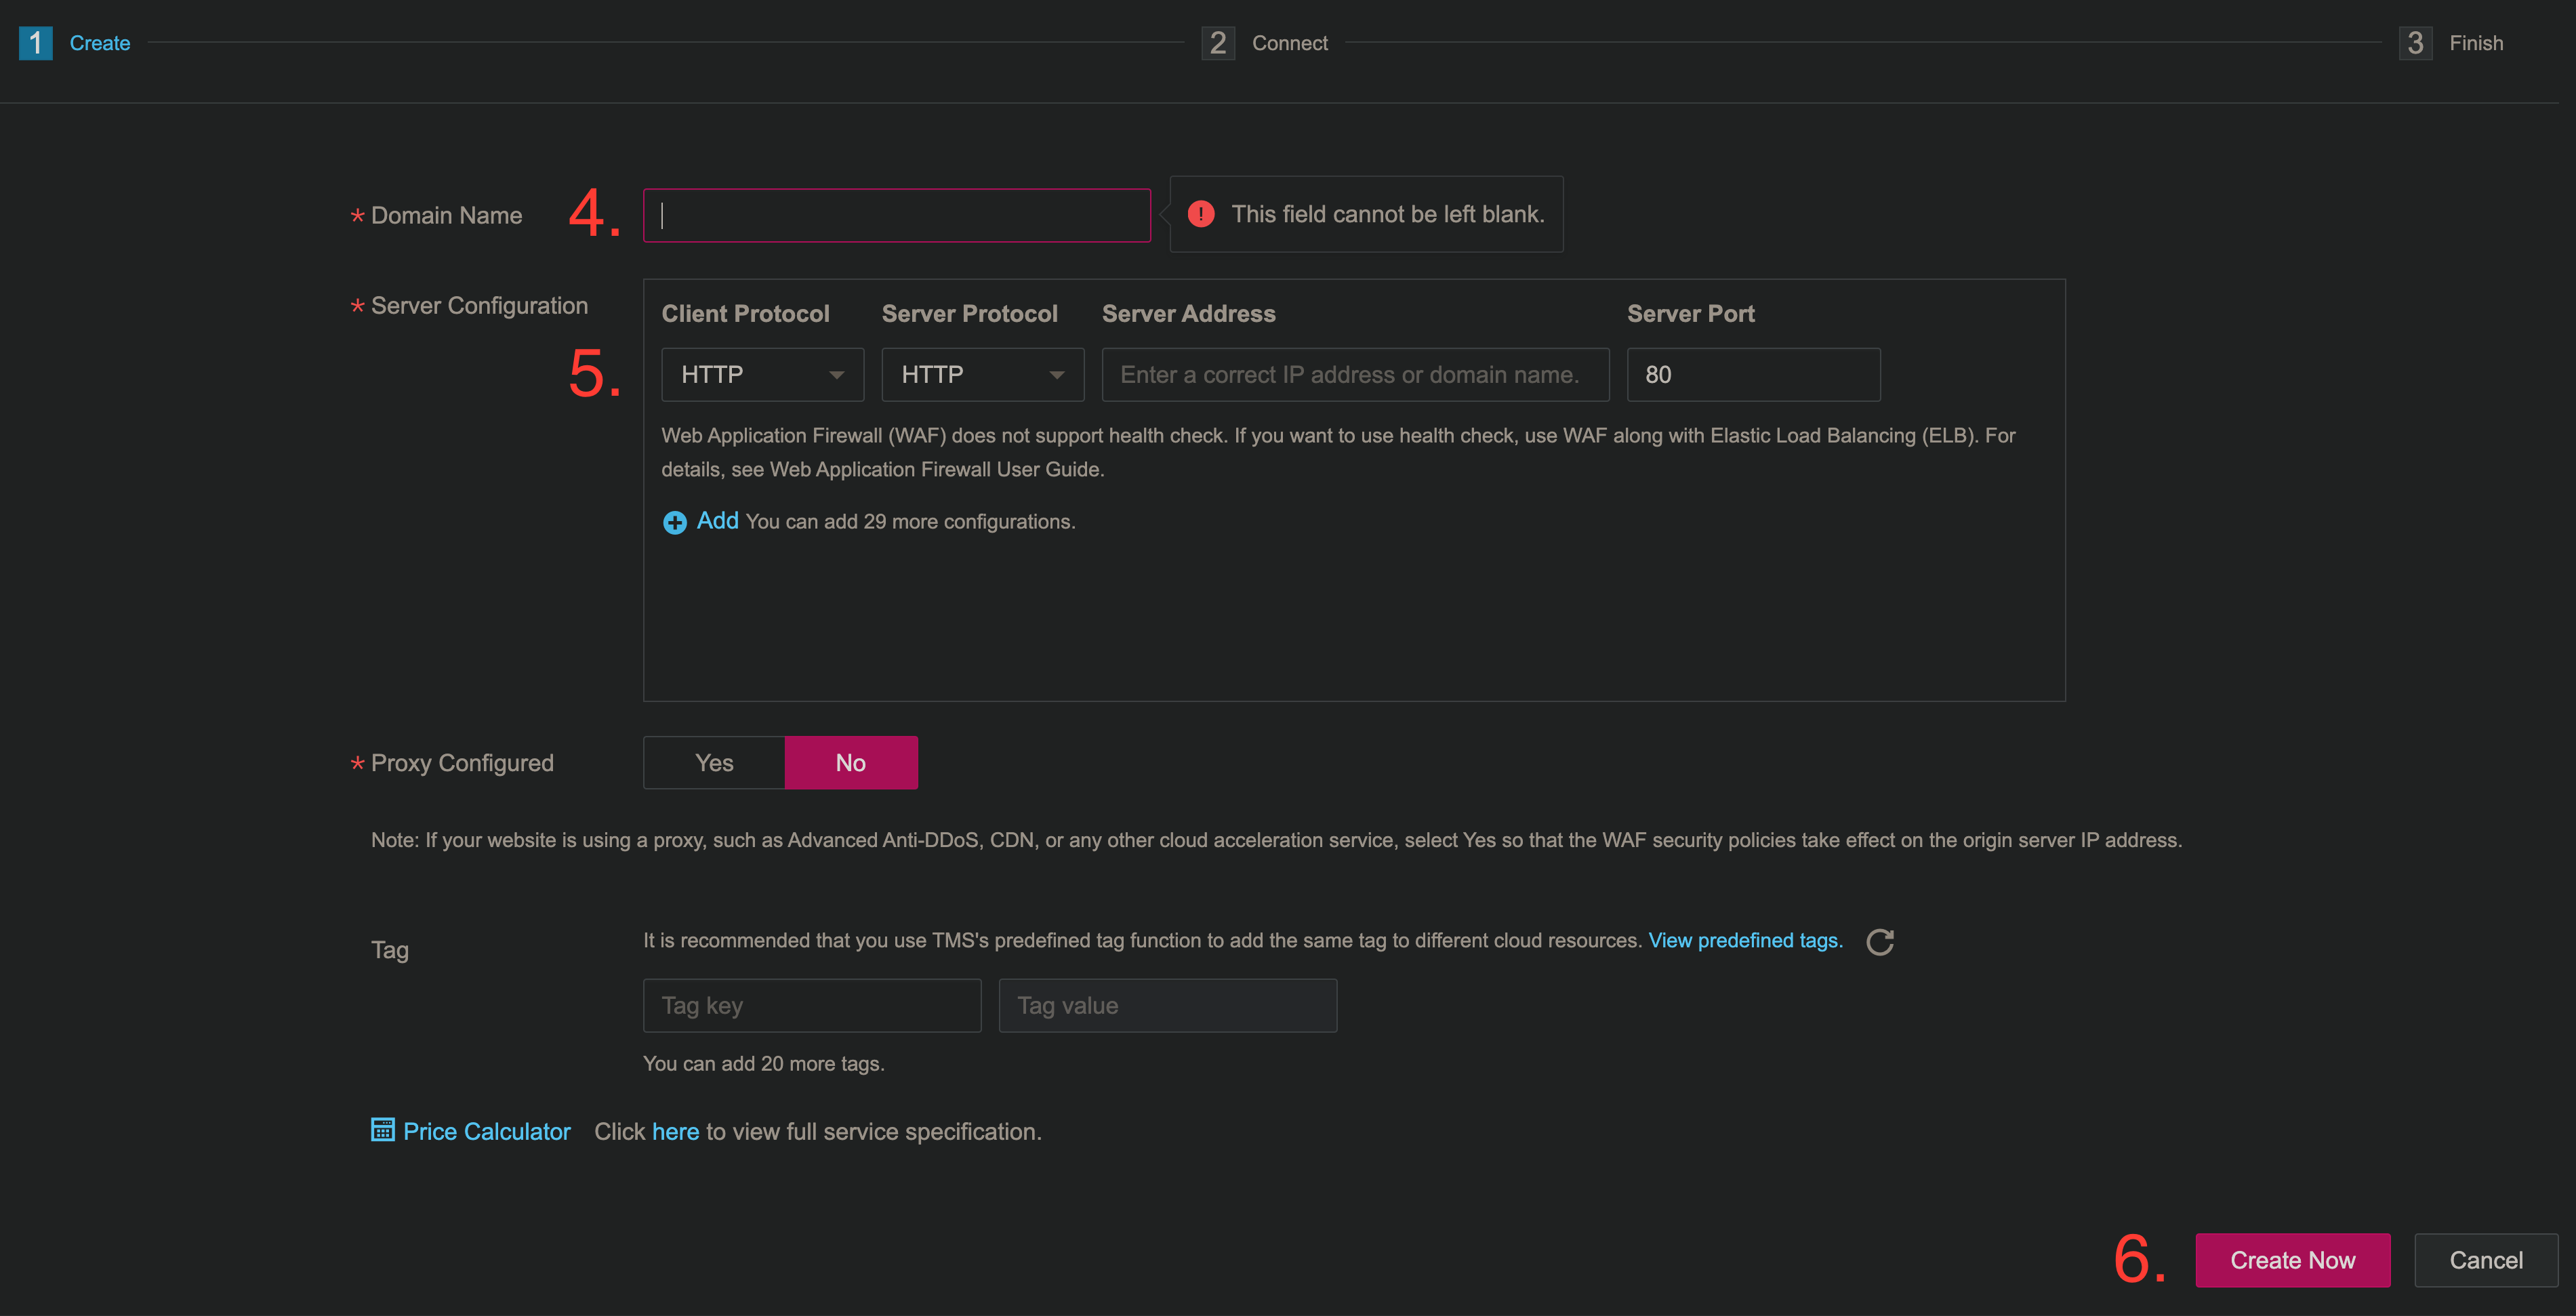 1 Create 2 Connect 3 Finish
* Domain Name 4. ! This field cannot be left blank.
* Server Configuration
Client Protocol Server Protocol Server Address Server Port
5. HTTP HTTP Enter a correct IP address or domain name. 80
Web Application Firewall (WAF) does not support health check. If you want to use health check, use WAF along with Elastic Load Balancing (ELB). For
details, see Web Application Firewall User Guide.
Add You can add 29 more configurations.
* Proxy Configured Yes No
Note: If your website is using a proxy, such as Advanced Anti-DDoS, CDN, or any other cloud acceleration service, select Yes so that the WAF security policies take effect on the origin server IP address.
Tag
It is recommended that you use TMS's predefined tag function to add the same tag to different cloud resources. View predefined tags.
Tag key Tag value
You can add 20 more tags.
Price Calculator Click here to view full service specification.
6. Create Now Cancel